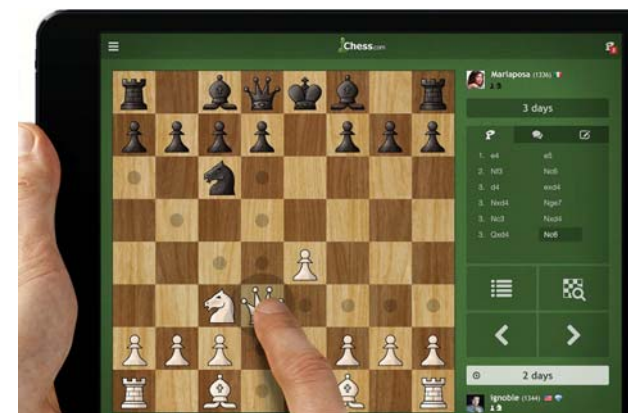 Chess.com
Mariaposa (1336)
3 days
1. e4 e5
2. Nf3 Nc6
3. d4 exd4
3. Nxd4 Nge7
3. Nc3 Nxd4
3. Qxd4 Nc6
2 days
Ignoble (1344)